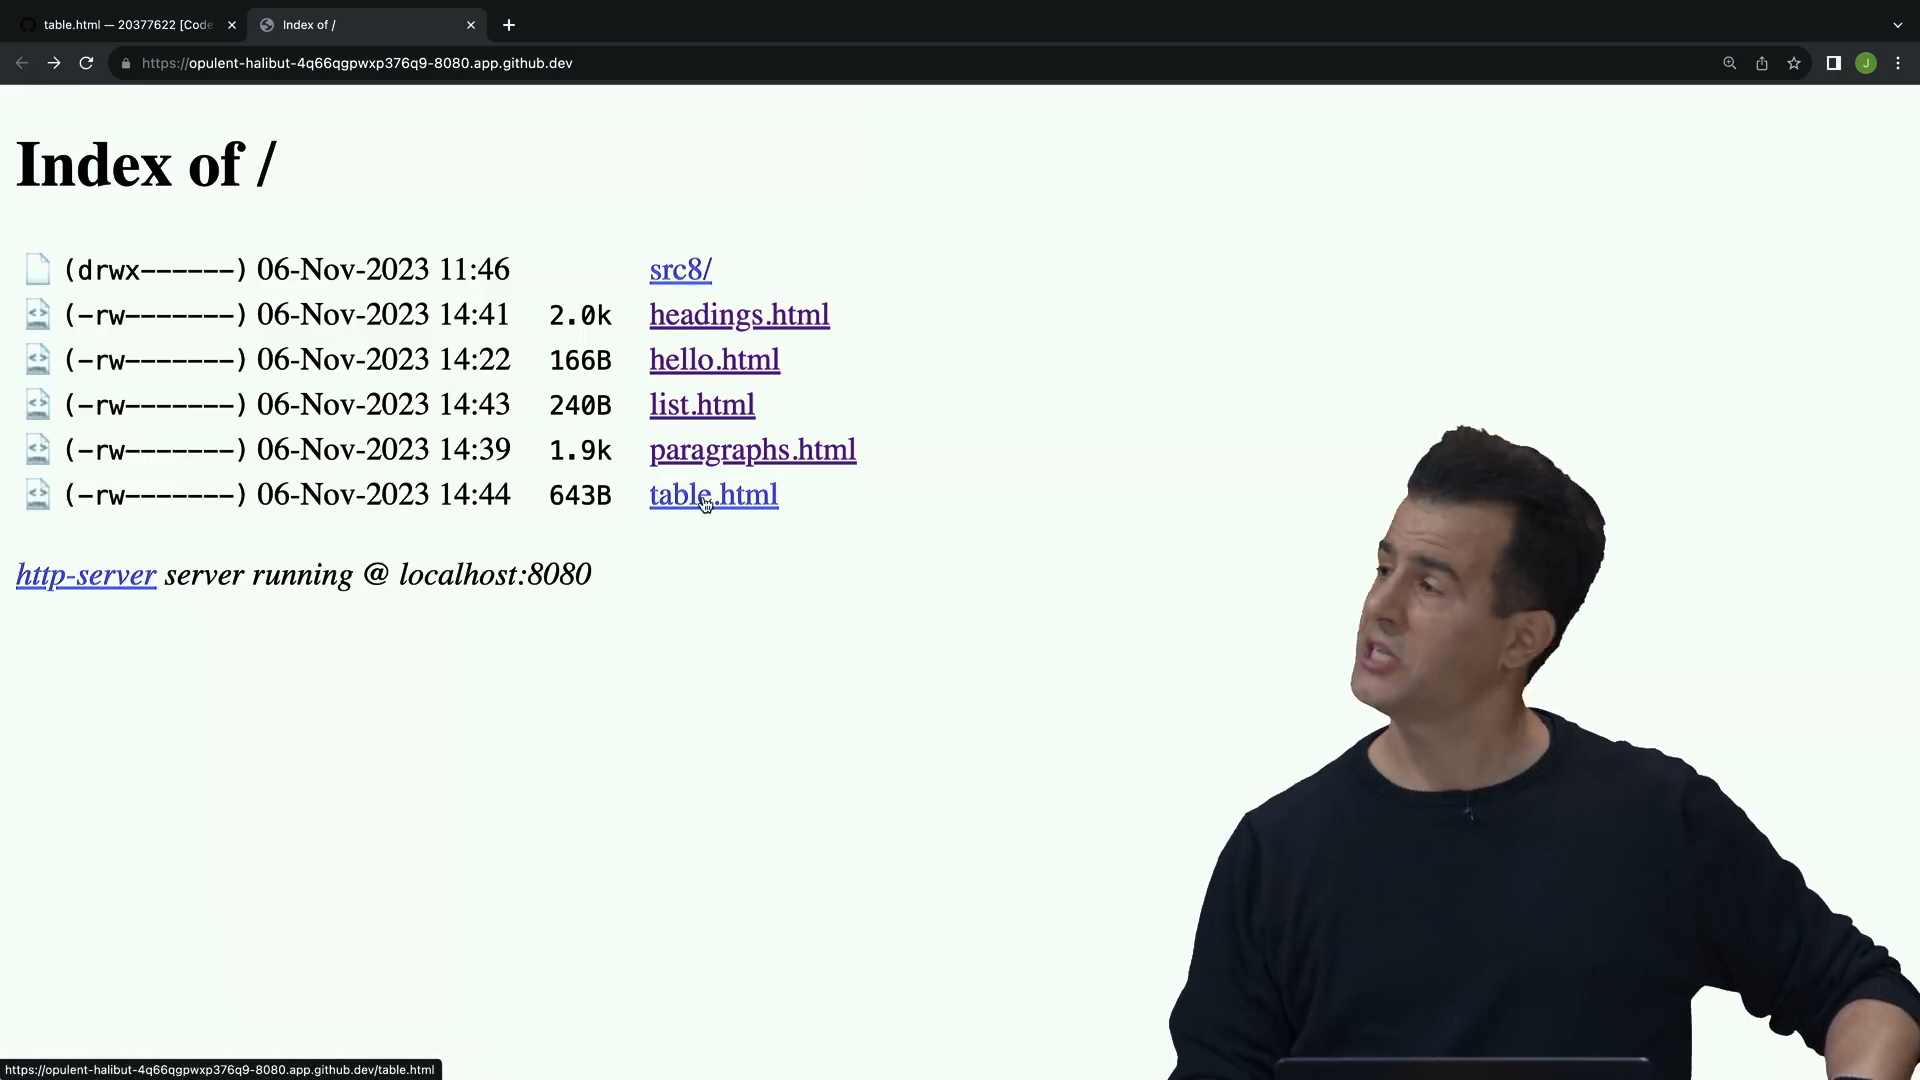 table.html — 20377622 [Code
Index of /
https://opulent-halibut-4q66qgpwxp376q9-8080.app.github.dev
J
Index of /
(drwx------) 06-Nov-2023 11:46 src8/
(-rw-------) 06-Nov-2023 14:41 2.0k headings.html
(-rw-------) 06-Nov-2023 14:22 166B hello.html
(-rw-------) 06-Nov-2023 14:43 240B list.html
(-rw-------) 06-Nov-2023 14:39 1.9k paragraphs.html
(-rw-------) 06-Nov-2023 14:44 643B table.html
http-server server running @ localhost:8080
https://opulent-halibut-4q66qgpwxp376q9-8080.app.github.dev/table.html